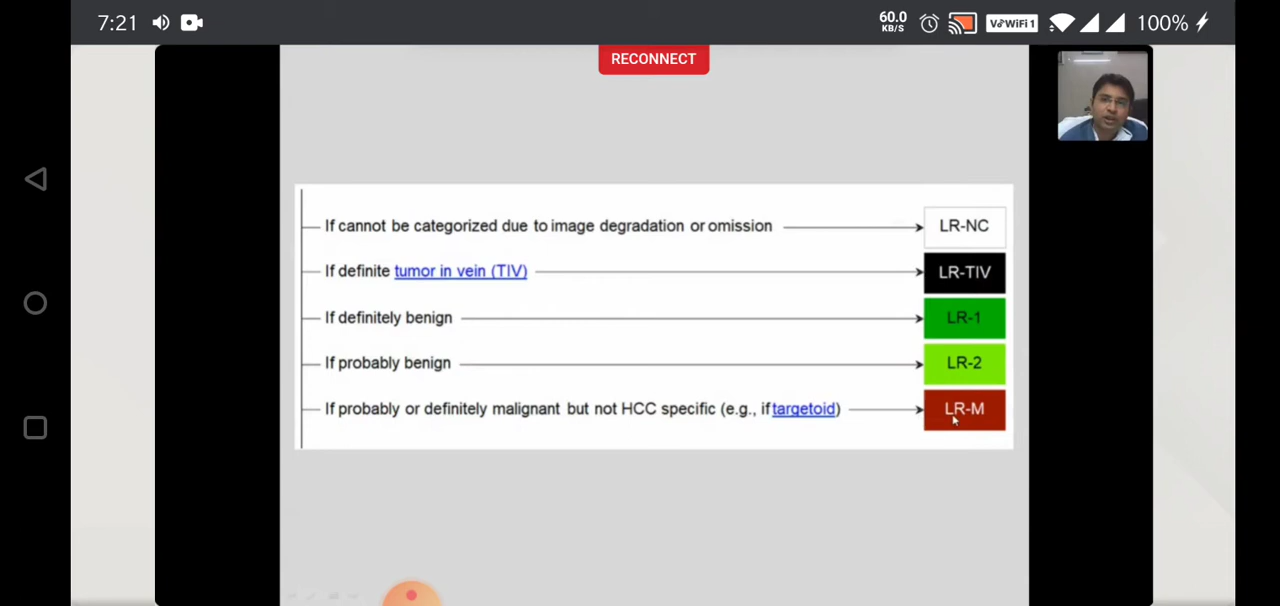 7:21 60.0 KB/S Vo WiFi 1 100%
RECONNECT
If cannot be categorized due to image degradation or omission LR-NC
If definite tumor in vein (TIV) LR-TIV
If definitely benign LR-1
If probably benign LR-2
If probably or definitely malignant but not HCC specific (e.g., if targetoid) LR-M